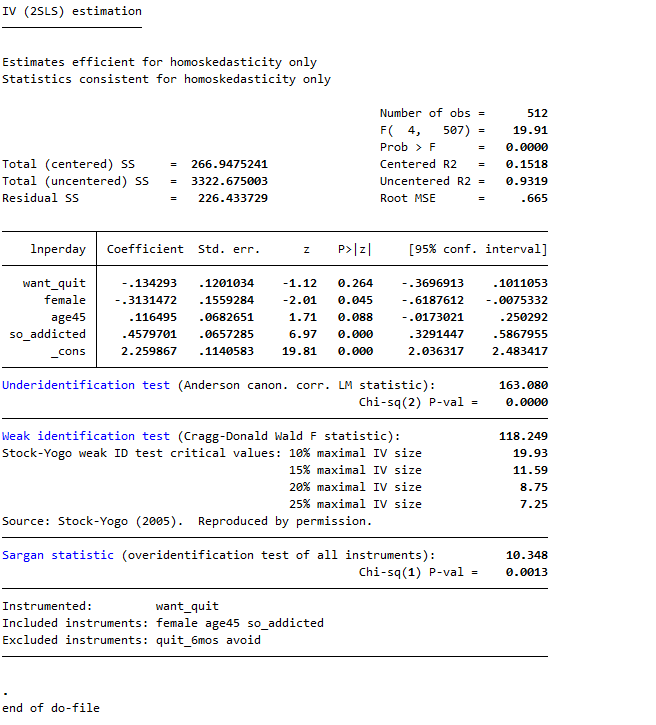 IV (2SLS) estimation
Estimates efficient for homoskedasticity only
Statistics consistent for homoskedasticity only
Number of obs = 512
F( 4, 507) = 19.91
Prob > F = 0.0000
Total (centered) SS = 266.9475241 Centered R2 = 0.1518
Total (uncentered) SS = 3322.675003 Uncentered R2 = 0.9319
Residual SS = 226.433729 Root MSE = .665
lnperday Coefficient Std. err. z P>|z| [95% conf. interval]
want_quit -.134293 .1201034 -1.12 0.264 -.3696913 .1011053
female -.3131472 .1559284 -2.01 0.045 -.6187612 -.0075332
age45 .116495 .0682651 1.71 0.088 -.0173021 .250292
so_addicted .4579701 .0657285 6.97 0.000 .3291447 .5867955
_cons 2.259867 .1140583 19.81 0.000 2.036317 2.483417
Underidentification test (Anderson canon. corr. LM statistic): 163.080
Chi-sq(2) P-val = 0.0000
Weak identification test (Cragg-Donald Wald F statistic): 118.249
Stock-Yogo weak ID test critical values: 10% maximal IV size 19.93
15% maximal IV size 11.59
20% maximal IV size 8.75
25% maximal IV size 7.25
Source: Stock-Yogo (2005). Reproduced by permission.
Sargan statistic (overidentification test of all instruments): 10.348
Chi-sq(1) P-val = 0.0013
Instrumented: want_quit
Included instruments: female age45 so_addicted
Excluded instruments: quit_6mos avoid
.
end of do-file